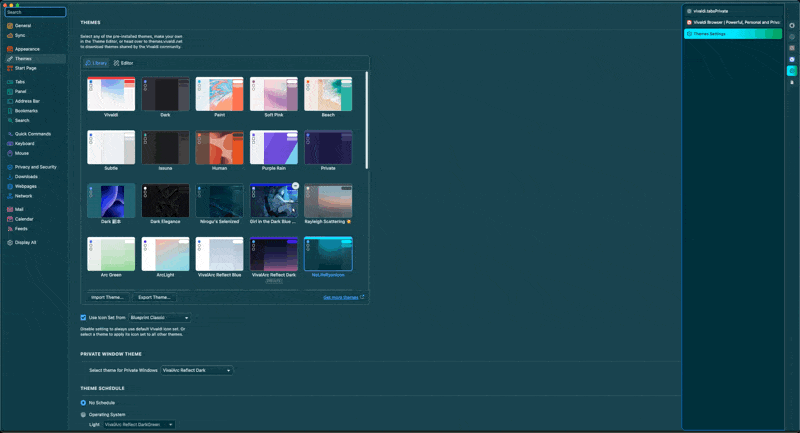 Search
General
Sync
Appearance
Themes
Start Page
Tabs
Panel
Address Bar
Bookmarks
Search
Quick Commands
Keyboard
Mouse
Privacy and Security
Downloads
Webpages
Network
Mail
Calendar
Feeds
Display All
THEMES
Select any of the pre-installed themes, make your own
in the Theme Editor, or head over to themes.vivaldi.net
to download themes shared by the Vivaldi community.
Library Editor
Vivaldi Dark Paint Soft Pink Beach
Subtle Issuna Human Purple Rain Private
Dark 副本 Dark Elegance Nirogu's Selenized Girl in the Dark Blue ... Rayleigh Scattering
Arc Green ArcLight VivalArc Reflect Blue VivalArc Reflect Dark
Import Theme... Export Theme... Get more themes
Use Icon Set from Blueprint Classic
Disable setting to always use default Vivaldi icon set. Or
select a theme to apply its icon set to all other themes.
PRIVATE WINDOW THEME
Select theme for Private Windows VivalArc Reflect Dark
THEME SCHEDULE
No Schedule
Operating System
Light VivalArc Reflect DarkGreen
vivaldi.tabsPrivate
Vivaldi Browser | Powerful, Personal and Priva
Themes Settings